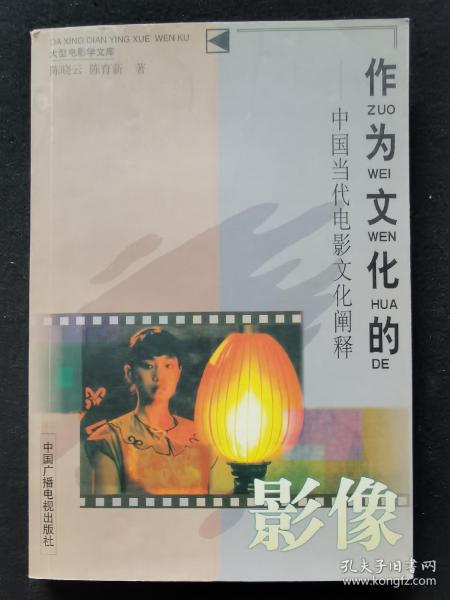 DA XING DIAN YING XUE WEN KU
大型电影学文库
陈晓云 陈育新 著
作为文化的
ZUO WEI WEN HUA DE
影像
——中国当代电影文化阐释
中国广播电视出版社
孔夫子旧书网
www.kongfz.com